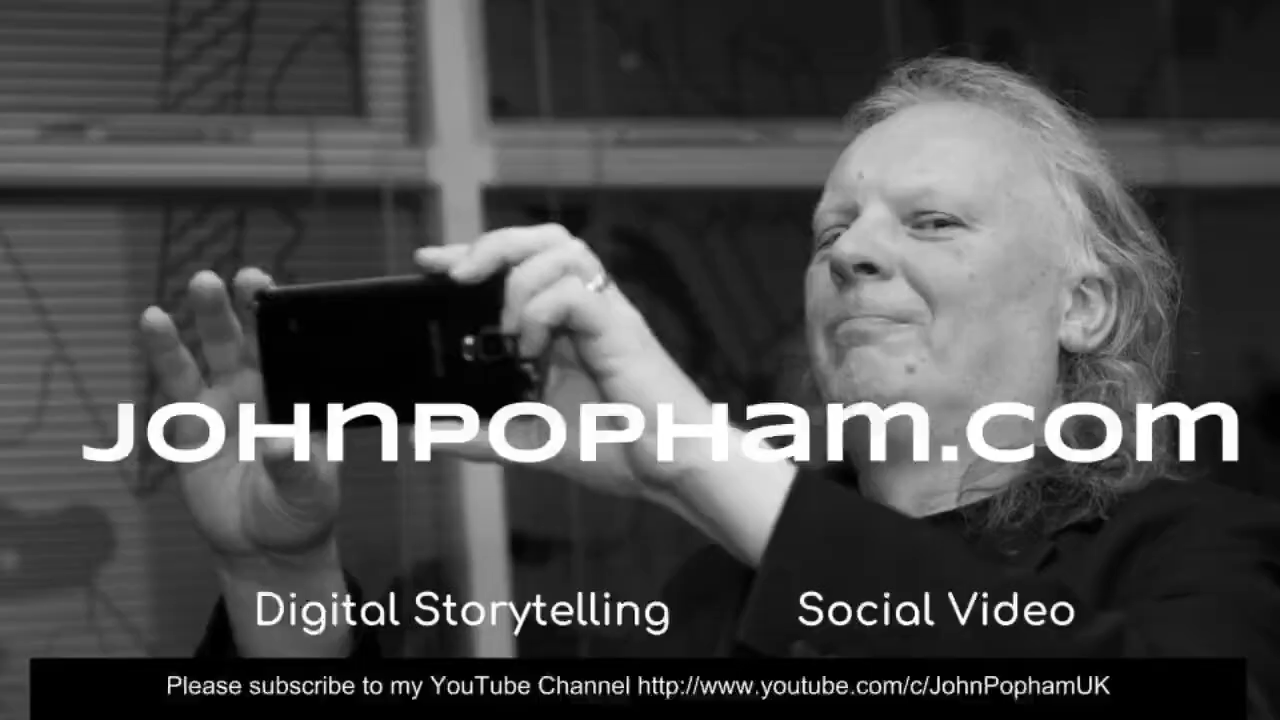 JOHNPOPHam.com
Digital Storytelling Social Video
Please subscribe to my YouTube Channel http://www.youtube.com/c/JohnPophamUK